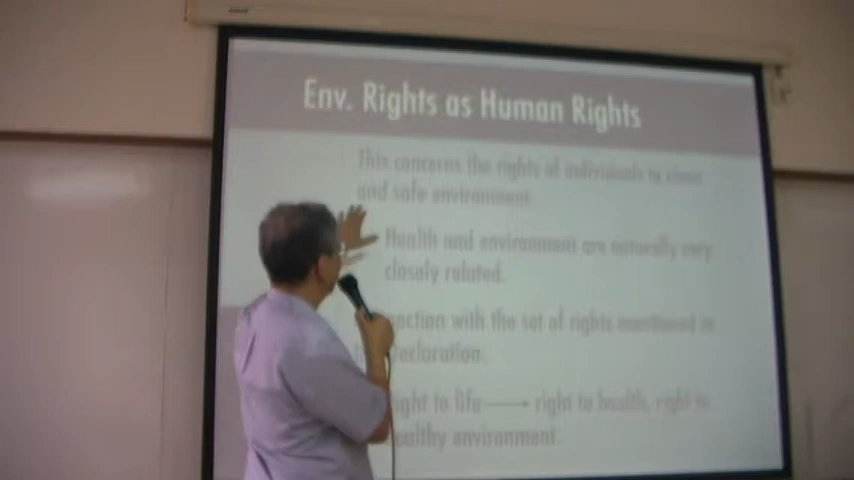 Env. Rights as Human Rights
This concerns the rights of individuals to clean
and safe environment.
Health and environment are naturally very
closely related.
nection with the set of rights mentioned in
Declaration.
ight to life → right to health, right to
ealthy environment.